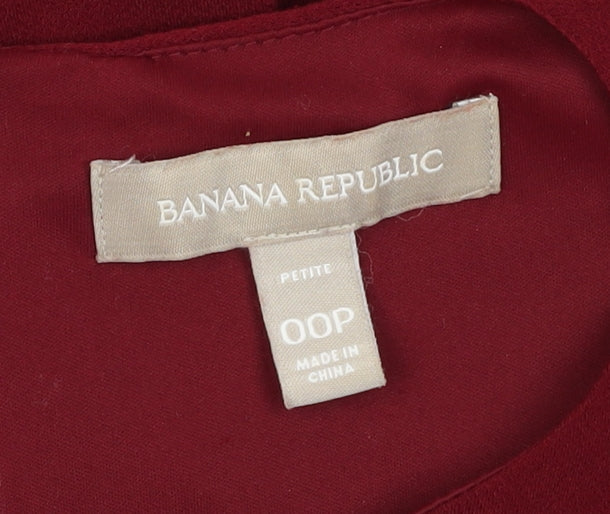 BANANA REPUBLIC
PETITE
00P
MADE IN
CHINA